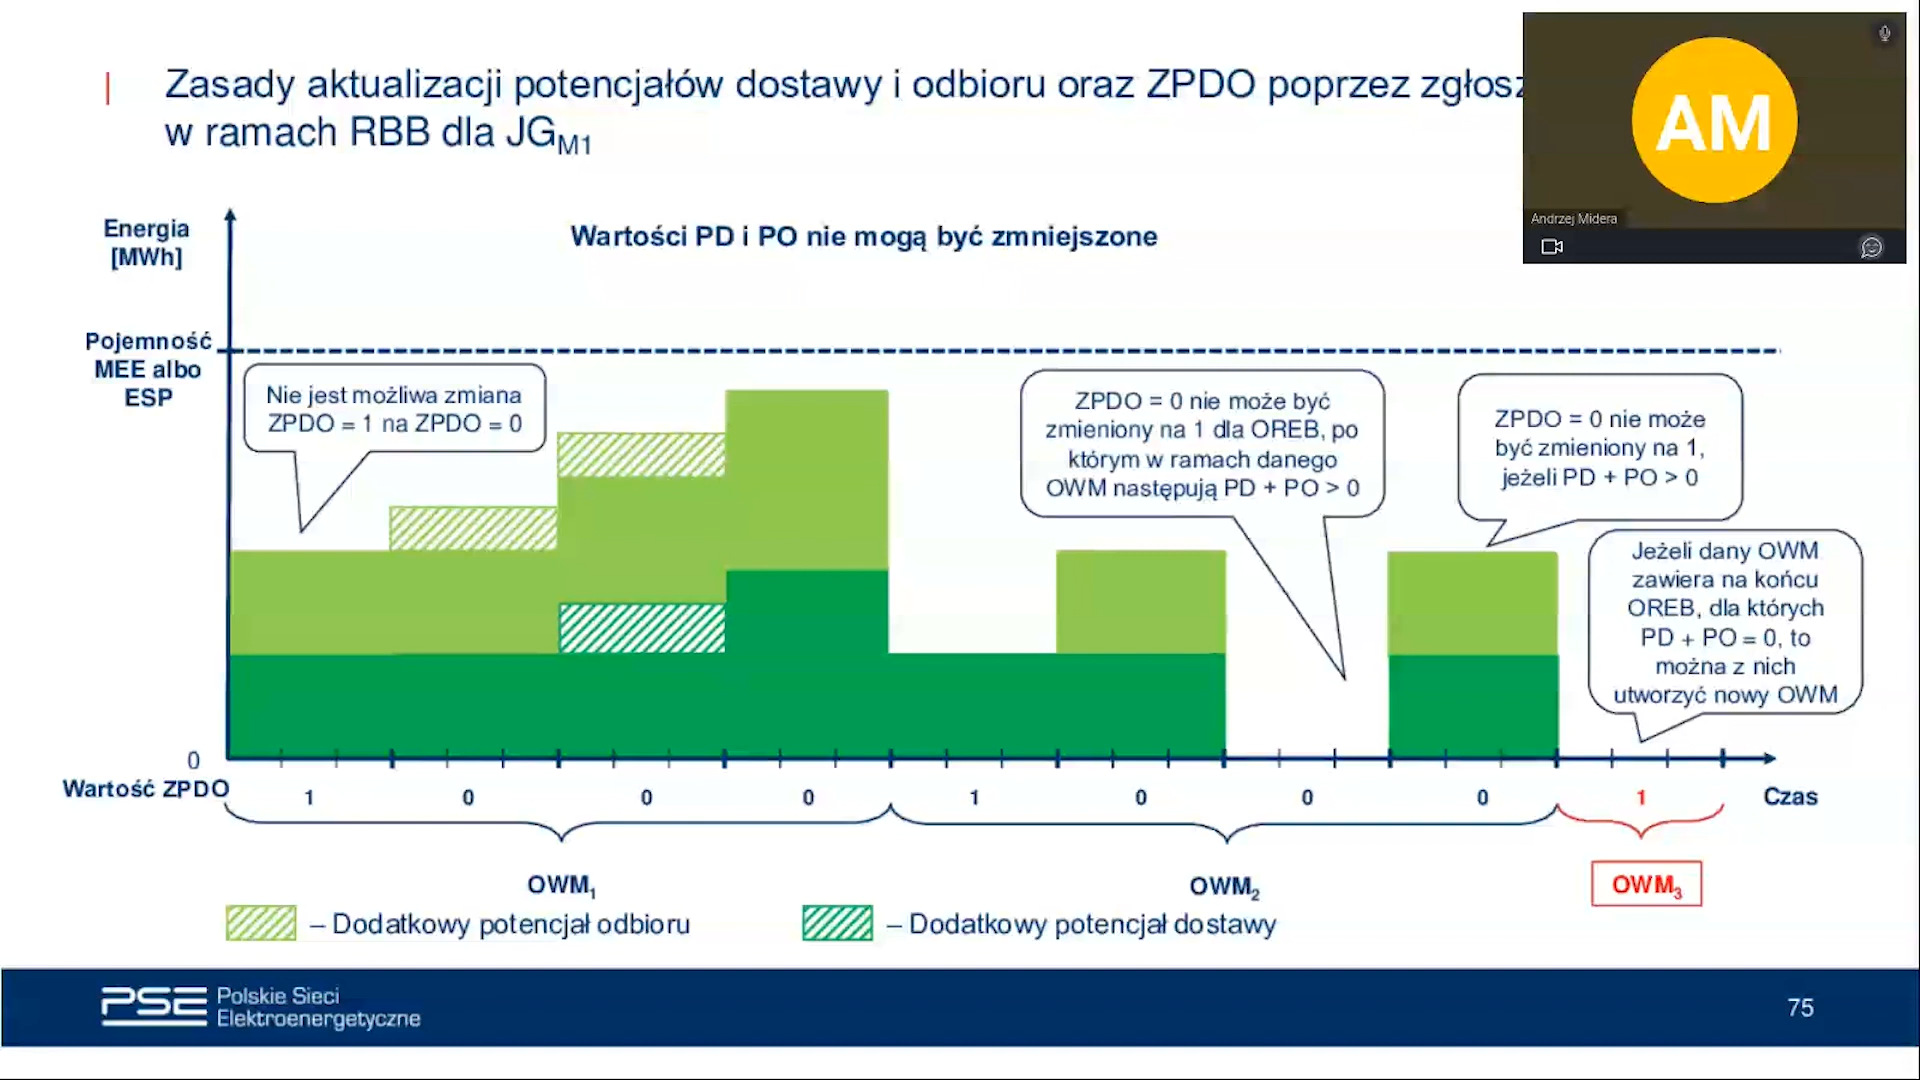 Zasady aktualizacji potencjałów dostawy i odbioru oraz ZPDO poprzez zgłosz
w ramach RBB dla JGM1
AM
Andrzej Midera
Energia
[MWh]
Wartości PD i PO nie mogą być zmniejszone
Pojemność
MEE albo
ESP
Nie jest możliwa zmiana
ZPDO = 1 na ZPDO = 0
ZPDO = 0 nie może być
zmieniony na 1 dla OREB, po
którym w ramach danego
OWM następują PD + PO > 0
ZPDO = 0 nie może
być zmieniony na 1,
jeżeli PD + PO > 0
Jeżeli dany OWM
zawiera na końcu
OREB, dla których
PD + PO = 0, to
można z nich
utworzyć nowy OWM
0
Wartość ZPDO 1 0 0 0 1 0 0 0 1 Czas
OWM1 OWM2 OWM3
– Dodatkowy potencjał odbioru
– Dodatkowy potencjał dostawy
PSE Polskie Sieci
Elektroenergetyczne
75